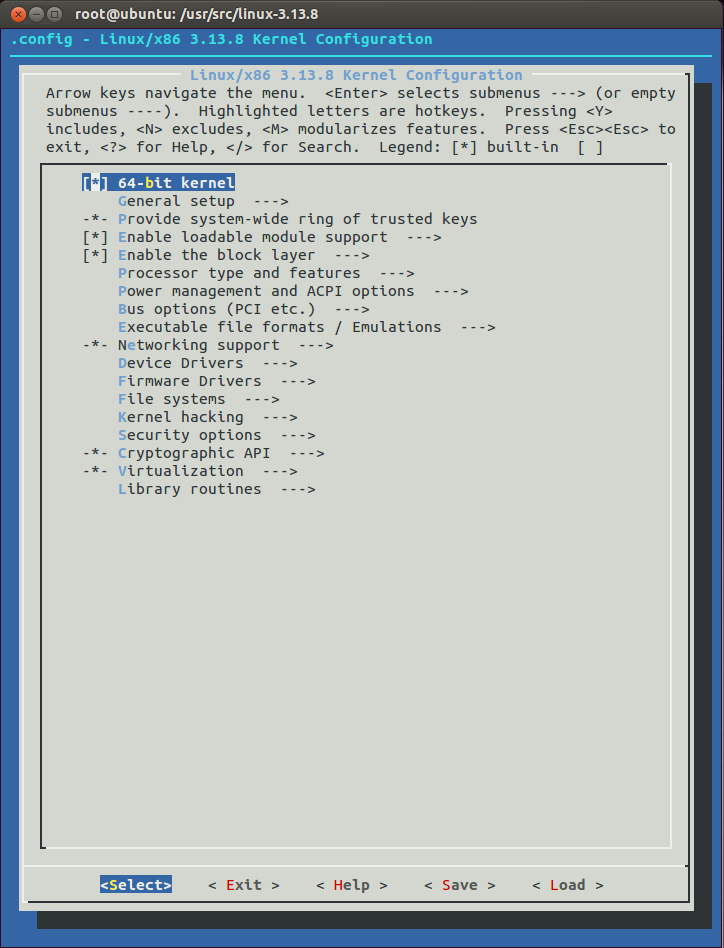 root@ubuntu: /usr/src/linux-3.13.8
.config - Linux/x86 3.13.8 Kernel Configuration
Linux/x86 3.13.8 Kernel Configuration
Arrow keys navigate the menu.  <Enter> selects submenus ---> (or empty
submenus ----).  Highlighted letters are hotkeys.  Pressing <Y>
includes, <N> excludes, <M> modularizes features.  Press <Esc><Esc> to
exit, <?> for Help, </> for Search.  Legend: [*] built-in  [ ]
[*] 64-bit kernel
General setup  --->
-*- Provide system-wide ring of trusted keys
[*] Enable loadable module support  --->
[*] Enable the block layer  --->
Processor type and features  --->
Power management and ACPI options  --->
Bus options (PCI etc.)  --->
Executable file formats / Emulations  --->
-*- Networking support  --->
Device Drivers  --->
Firmware Drivers  --->
File systems  --->
Kernel hacking  --->
Security options  --->
-*- Cryptographic API  --->
-*- Virtualization  --->
Library routines  --->
<Select>    < Exit >    < Help >    < Save >    < Load >